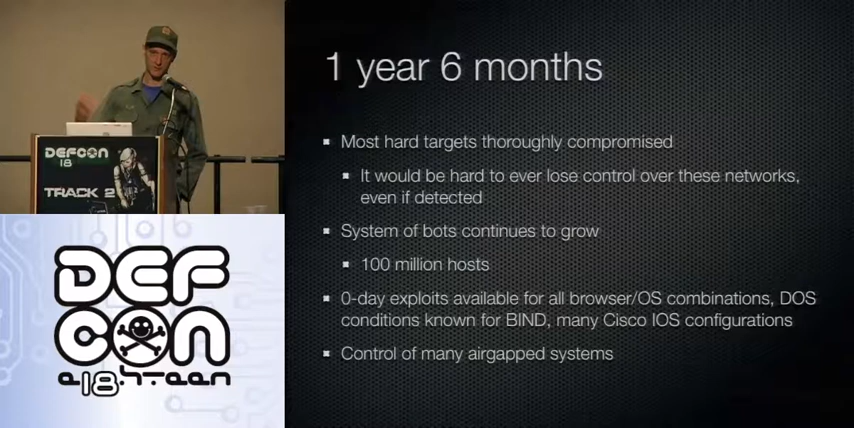 DEFCON
18
TRACK 2
DEF
CON
1 year 6 months
Most hard targets thoroughly compromised
It would be hard to ever lose control over these networks,
even if detected
System of bots continues to grow
100 million hosts
0-day exploits available for all browser/OS combinations, DOS
conditions known for BIND, many Cisco IOS configurations
Control of many airgapped systems